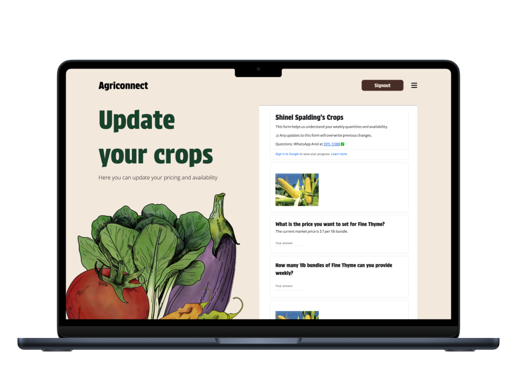 Agriconnect
Signout
Update
your crops
Here you can update your pricing and availability
Shinel Spalding's Crops
This form helps us understand your weekly quantities and availability.
Any updates to this form will overwrite previous changes.
Questions: WhatsApp Ariel at
Sign in to Google to save your progress. Learn more
What is the price you want to set for Fine Thyme?
The current market price is $ 7 per 1lb bundle.
Your answer
How many 1lb bundles of Fine Thyme can you provide
weekly?
Your answer